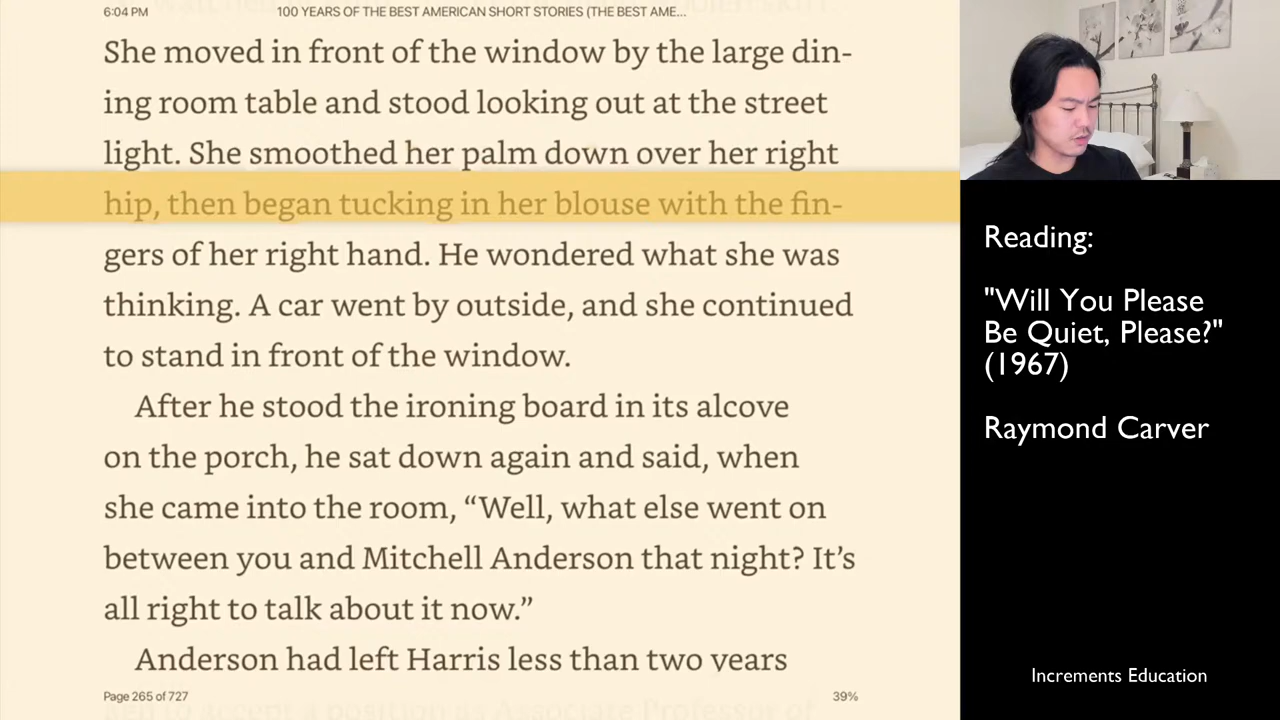 6:04 PM
100 YEARS OF THE BEST AMERICAN SHORT STORIES (THE BEST AME...
She moved in front of the window by the large din-
ing room table and stood looking out at the street
light. She smoothed her palm down over her right
hip, then began tucking in her blouse with the fin-
gers of her right hand. He wondered what she was
thinking. A car went by outside, and she continued
to stand in front of the window.
After he stood the ironing board in its alcove
on the porch, he sat down again and said, when
she came into the room, “Well, what else went on
between you and Mitchell Anderson that night? It’s
all right to talk about it now.”
Anderson had left Harris less than two years
Page 265 of 727
39%
Reading:
"Will You Please
Be Quiet, Please?"
(1967)
Raymond Carver
Increments Education